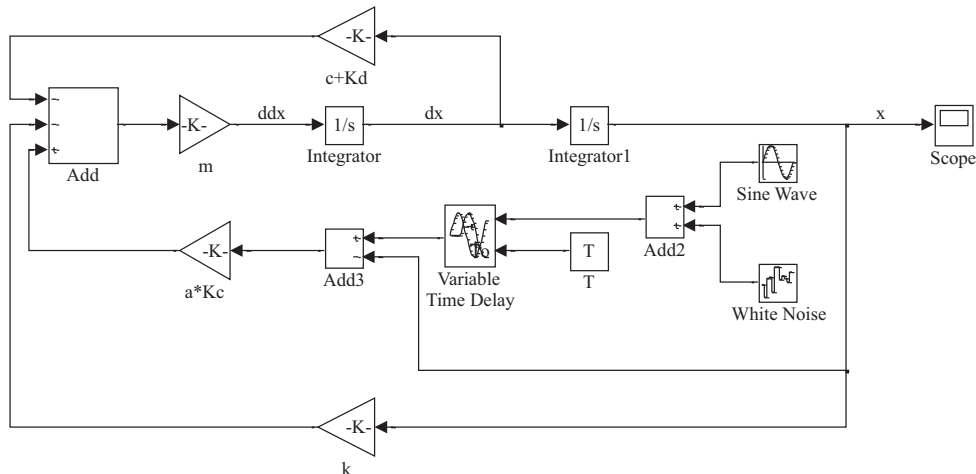 -K-
c+Kd
Add
-K-
m
ddx
1/s
Integrator
dx
1/s
Integrator1
x
Scope
Sine Wave
-K-
a*Kc
Add3
Variable
Time Delay
To
T
T
Add2
White Noise
-K-
k